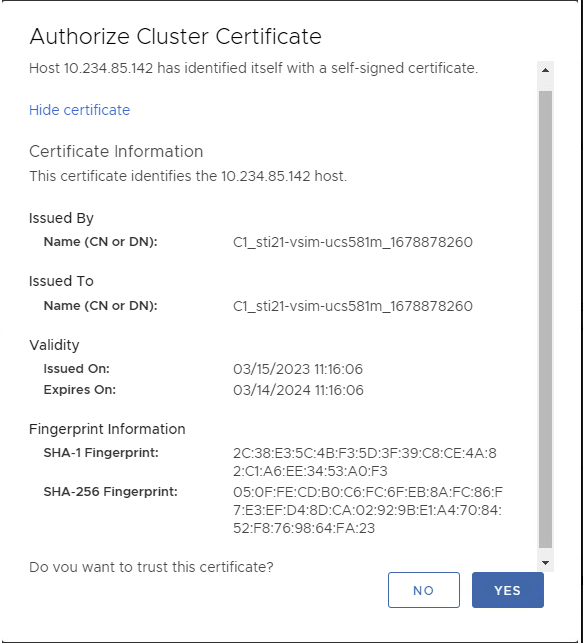 Authorize Cluster Certificate
Host 10.234.85.142 has identified itself with a self-signed certificate.
Hide certificate
Certificate Information
This certificate identifies the 10.234.85.142 host.
Issued By
Name (CN or DN): C1_sti21-vsim-ucs581m_1678878260
Issued To
Name (CN or DN): C1_sti21-vsim-ucs581m_1678878260
Validity
Issued On: 03/15/2023 11:16:06
Expires On: 03/14/2024 11:16:06
Fingerprint Information
SHA-1 Fingerprint: 2C:38:E3:5C:4B:F3:5D:3F:39:C8:CE:4A:8
2:C1:A6:EE:34:53:A0:F3
SHA-256 Fingerprint: 05:0F:FE:CD:B0:C6:FC:6F:EB:8A:FC:86:F
7:E3:EF:D4:8D:CA:02:92:9B:E1:A4:70:84:
52:F8:76:98:64:FA:23
Do you want to trust this certificate?
NO YES